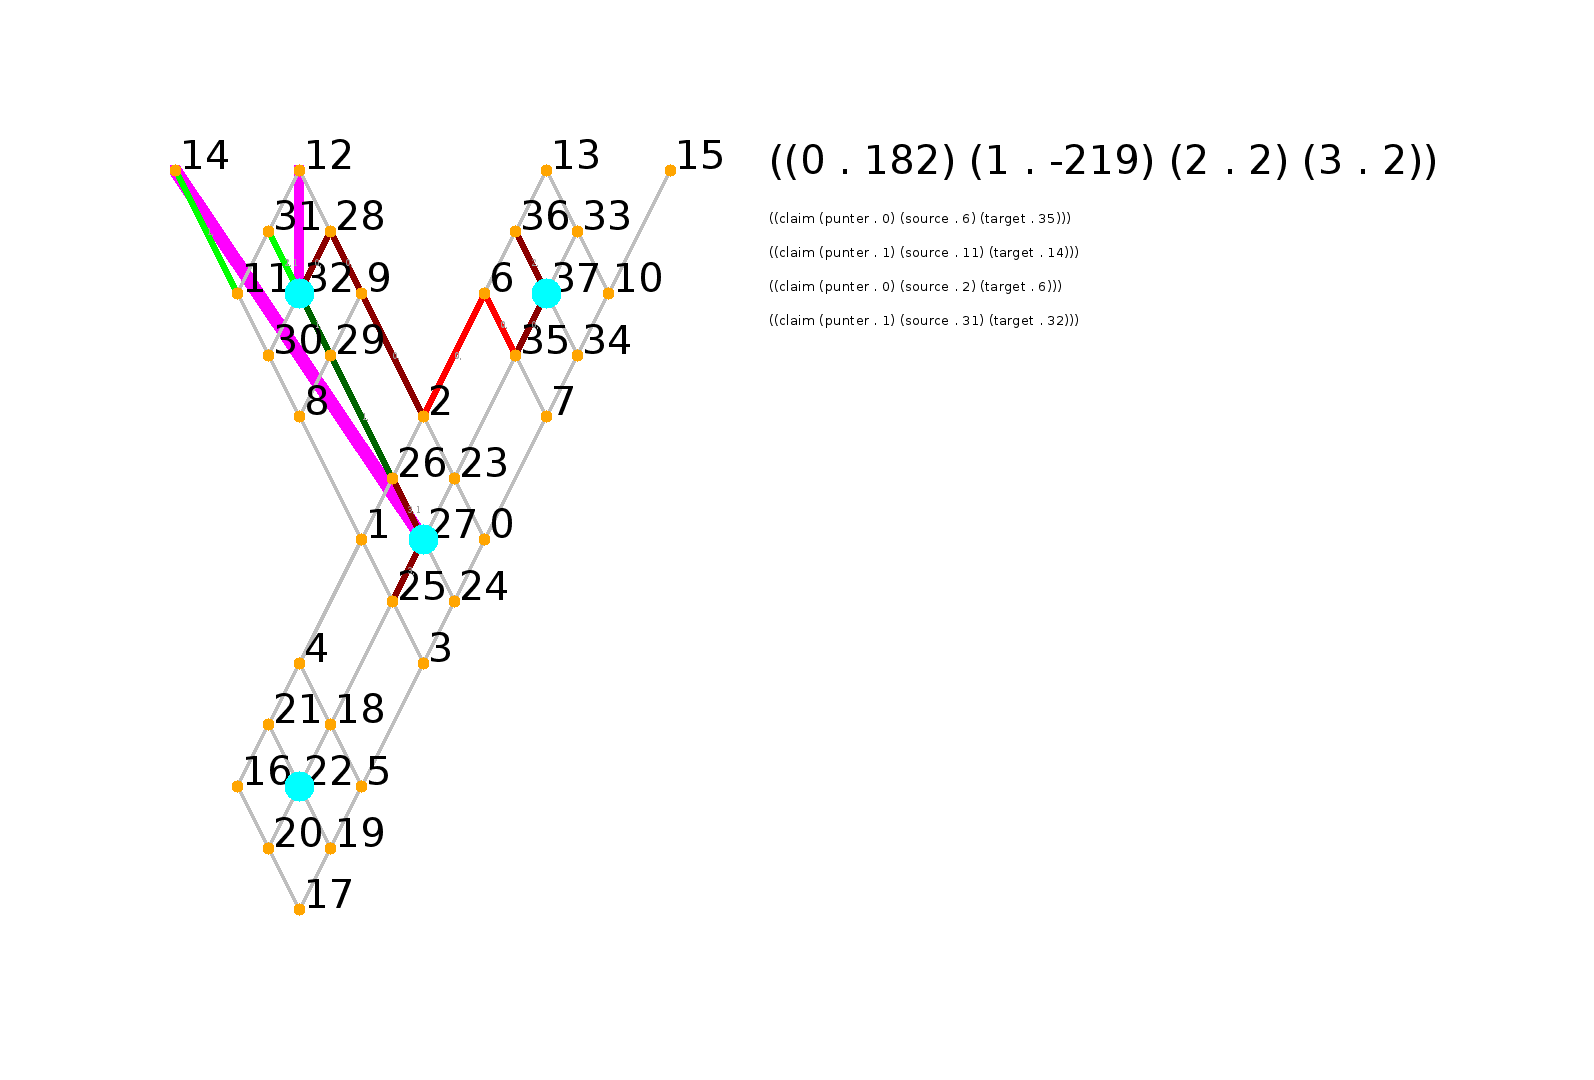 14 12 13 15
((0 . 182) (1 . -219) (2 . 2) (3 . 2))
31 28 36 33
((claim (punter . 0) (source . 6) (target . 35)))
((claim (punter . 1) (source . 11) (target . 14)))
11 32 9 6 37 10
((claim (punter . 0) (source . 2) (target . 6)))
((claim (punter . 1) (source . 31) (target . 32)))
30 29 35 34
8 2 7
26 23
1 27 0
25 24
4 3
21 18
16 22 5
20 19
17